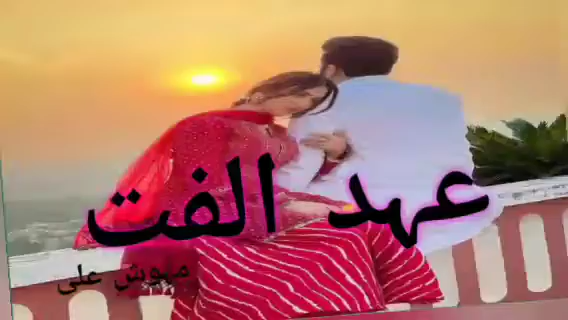 عہد الفت
مہوش علی